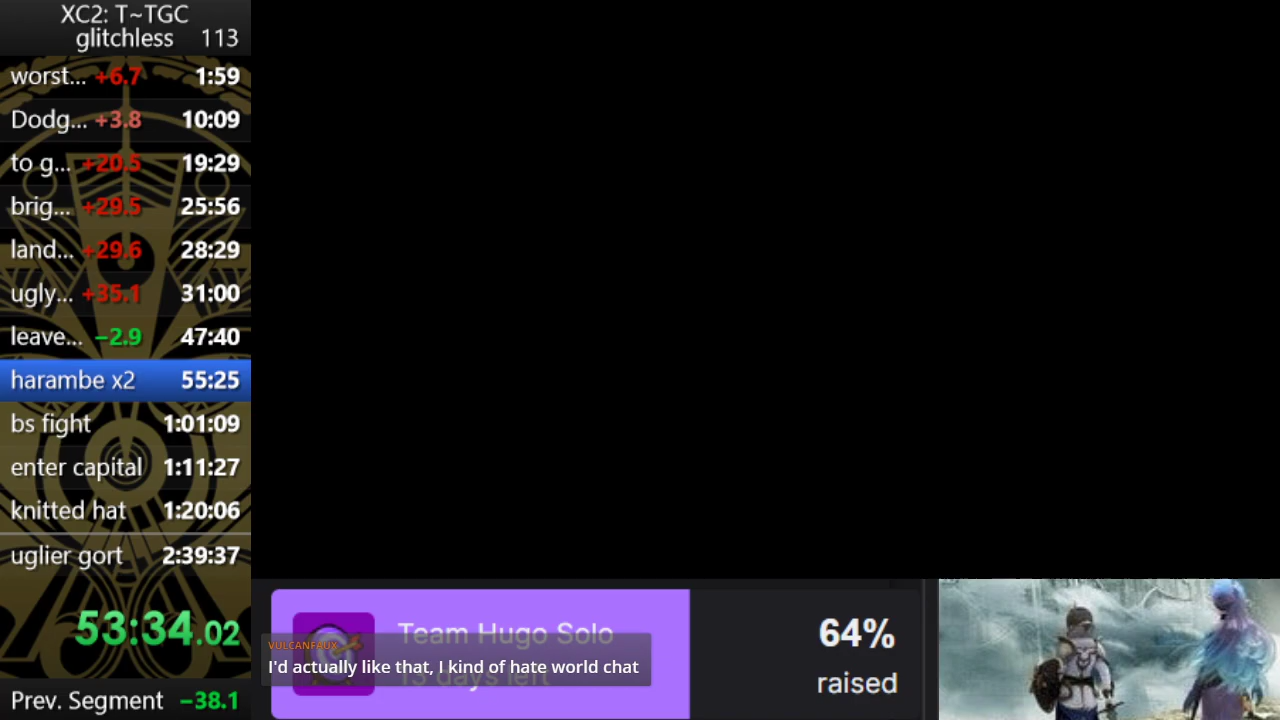 XC2: T~TGC
glitchless 113
worst... +6.7 1:59
Dodg... +3.8 10:09
to g... +20.5 19:29
brig... +29.5 25:56
land... +29.6 28:29
ugly... +35.1 31:00
leave... −2.9 47:40
harambe x2 55:25
bs fight 1:01:09
enter capital 1:11:27
knitted hat 1:20:06
uglier gort 2:39:37
53:34.02
Prev. Segment −38.1
Team Hugo Solo
13 days left
VULCANFAUX
I'd actually like that, I kind of hate world chat
64%
raised